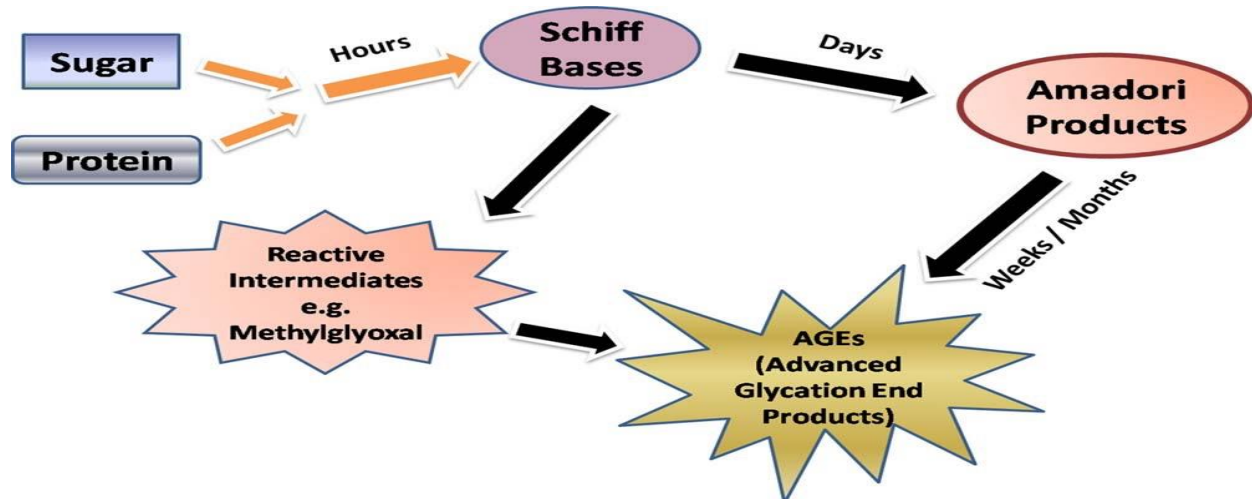 Sugar
Protein
Hours
Schiff
Bases
Days
Amadori
Products
Weeks / Months
Reactive
Intermediates
e.g.
Methylglyoxal
AGEs
(Advanced
Glycation End
Products)